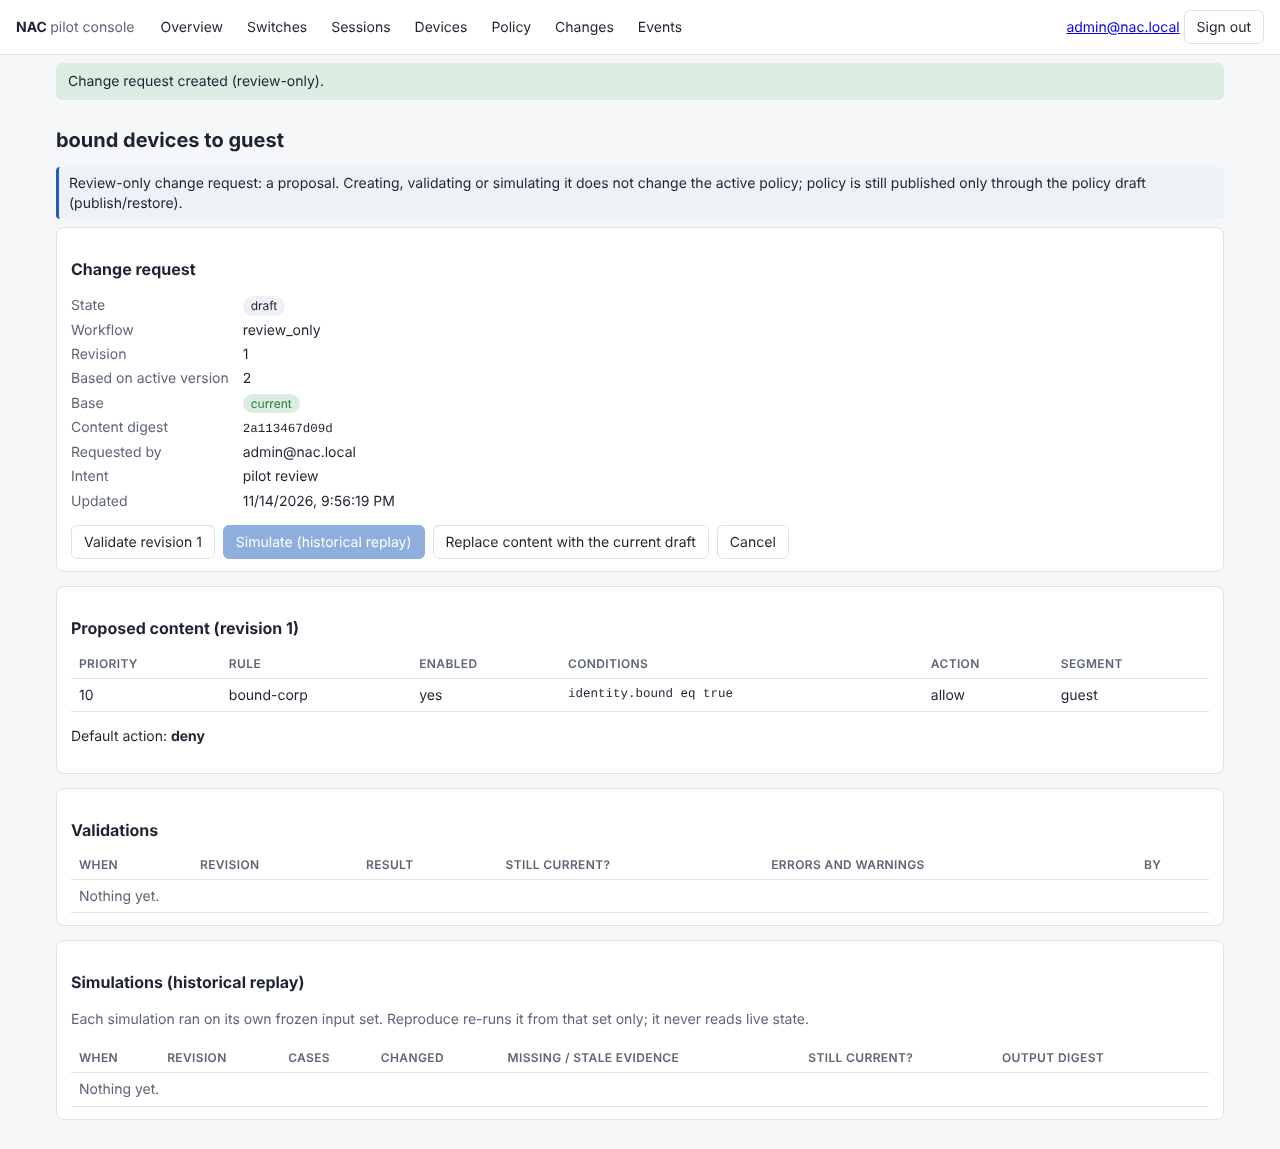 NAC pilot console Overview Switches Sessions Devices Policy Changes Events admin@nac.local Sign out
Change request created (review-only).
bound devices to guest
Review-only change request: a proposal. Creating, validating or simulating it does not change the active policy; policy is still published only through the policy draft
(publish/restore).
Change request
State draft
Workflow review_only
Revision 1
Based on active version 2
Base current
Content digest 2a113467d09d
Requested by admin@nac.local
Intent pilot review
Updated 11/14/2026, 9:56:19 PM
Validate revision 1 Simulate (historical replay) Replace content with the current draft Cancel
Proposed content (revision 1)
PRIORITY RULE ENABLED CONDITIONS ACTION SEGMENT
10 bound-corp yes identity.bound eq true allow guest
Default action: deny
Validations
WHEN REVISION RESULT STILL CURRENT? ERRORS AND WARNINGS BY
Nothing yet.
Simulations (historical replay)
Each simulation ran on its own frozen input set. Reproduce re-runs it from that set only; it never reads live state.
WHEN REVISION CASES CHANGED MISSING / STALE EVIDENCE STILL CURRENT? OUTPUT DIGEST
Nothing yet.